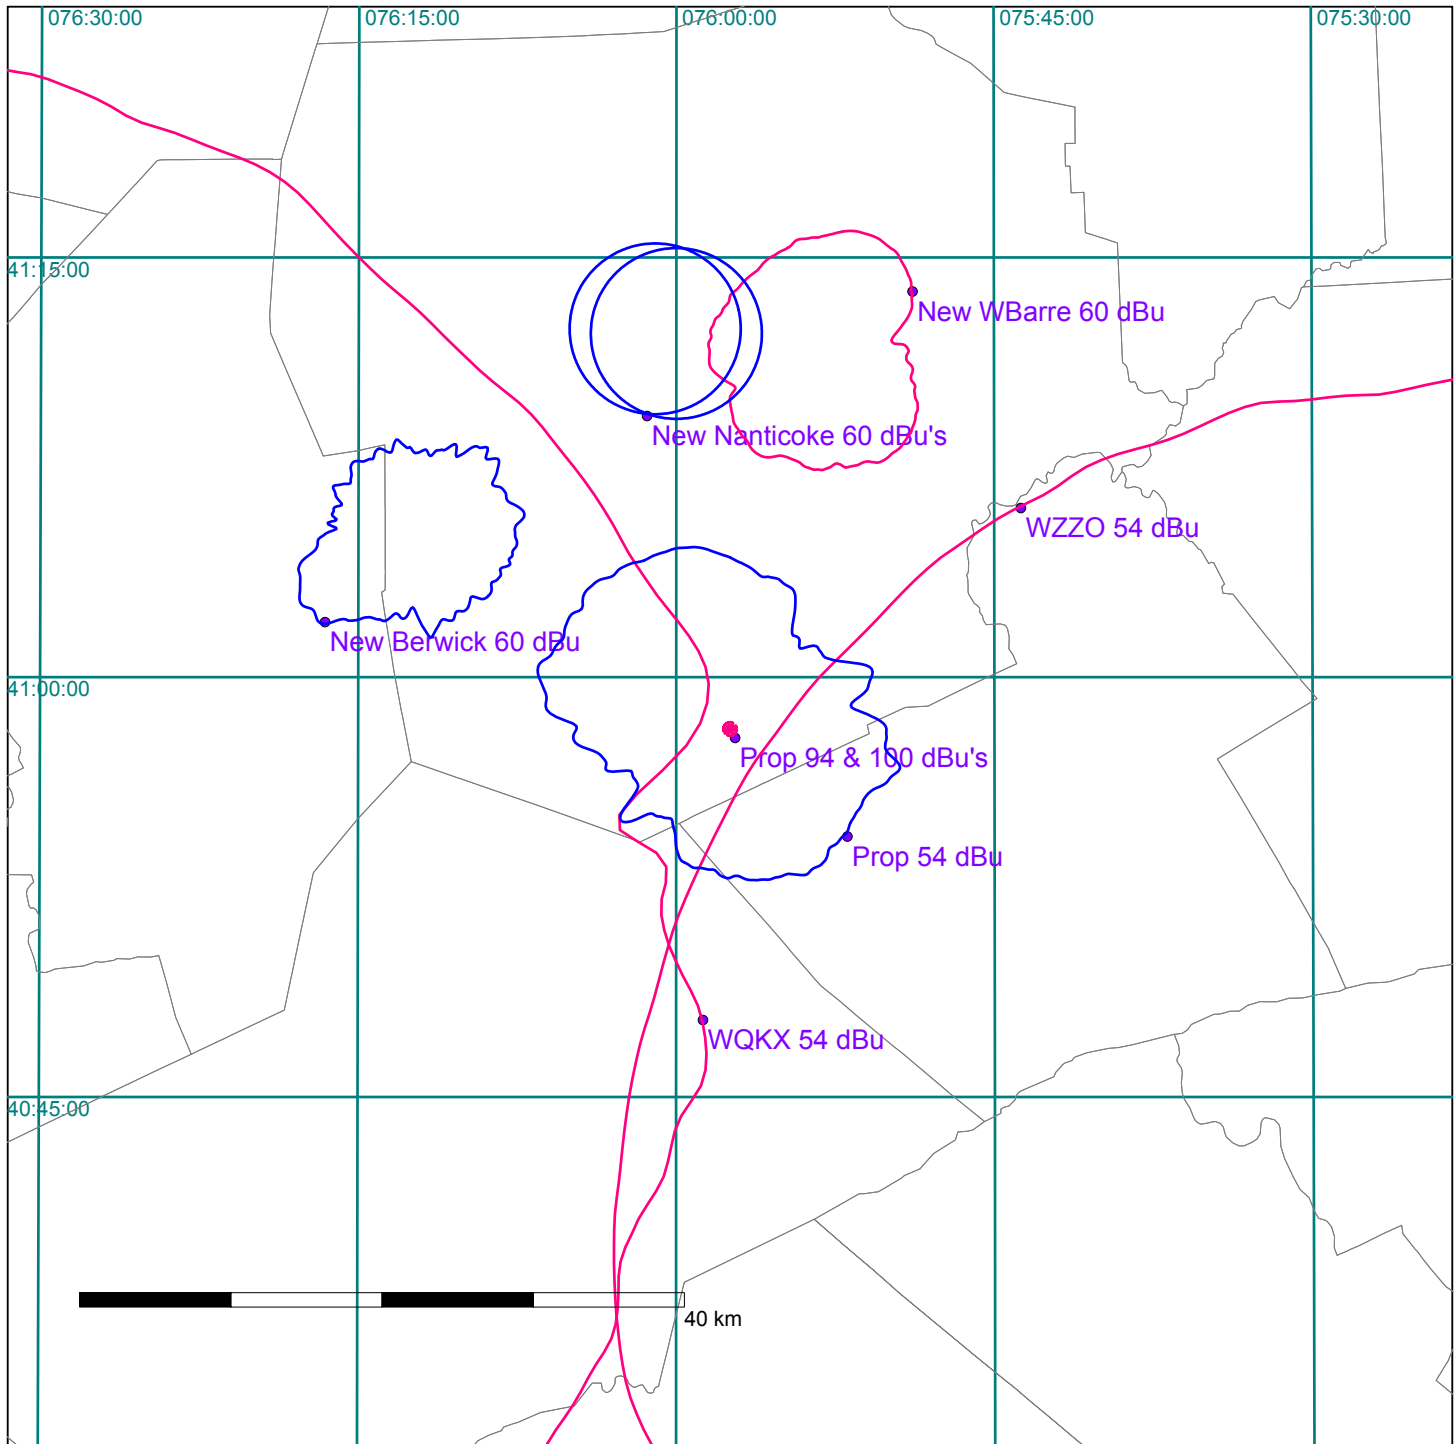 076:30:00
076:15:00
076:00:00
075:45:00
075:30:00
41:15:00
New WBarre 60 dBu
New Nanticoke 60 dBu's
WZZO 54 dBu
New Berwick 60 dBu
41:00:00
Prop 94 & 100 dBu's
Prop 54 dBu
WQKX 54 dBu
40:45:00
40 km